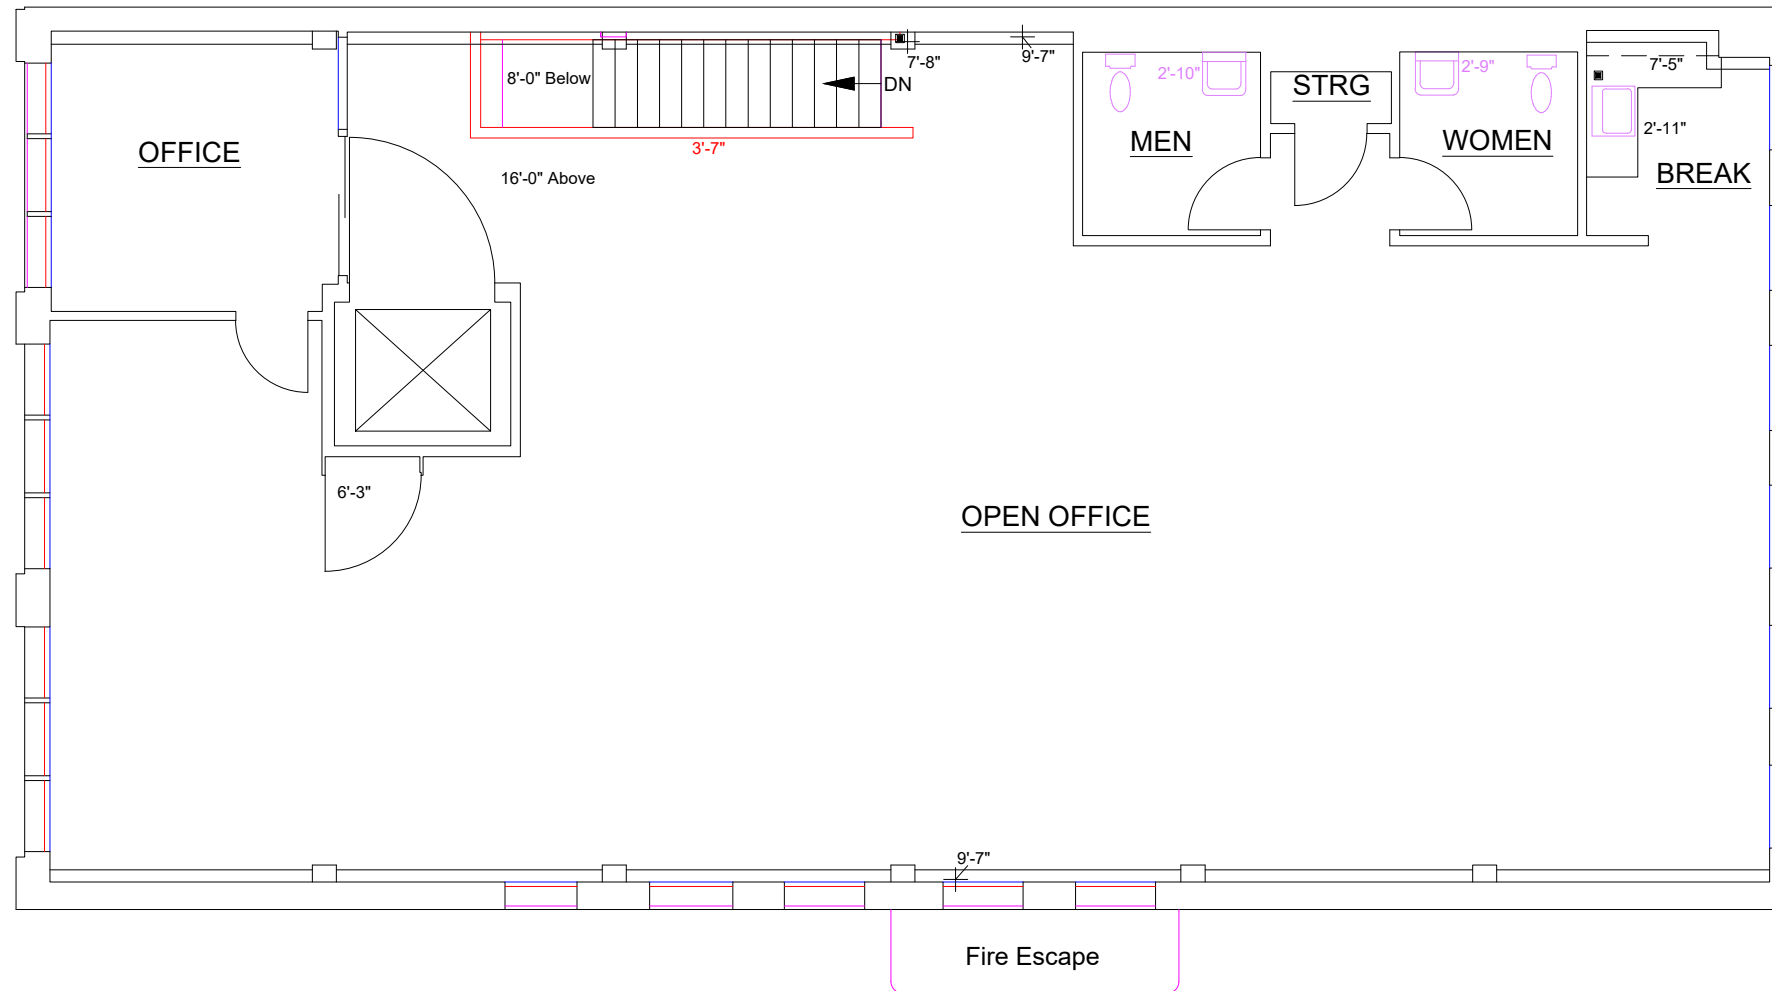 9'-7"
7'-8"
7'-5"
8'-0" Below
DN
2'-10"
STRG
2'-9"
2'-11"
OFFICE
3'-7"
MEN
WOMEN
16'-0" Above
BREAK
6'-3"
OPEN OFFICE
9'-7"
Fire Escape